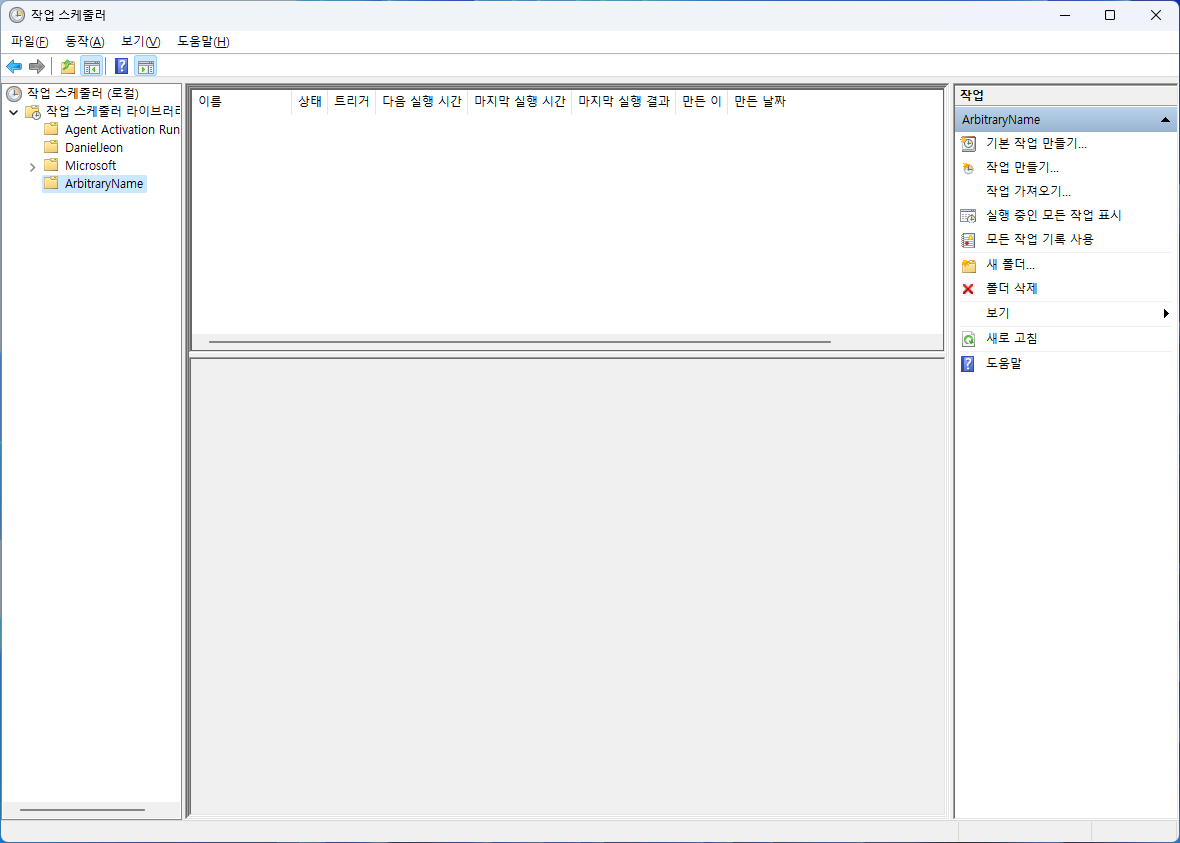 작업 스케줄러
파일(F) 동작(A) 보기(V) 도움말(H)
작업 스케줄러 (로컬)
작업 스케줄러 라이브러리
Agent Activation Run
DanielJeon
Microsoft
ArbitraryName
이름 상태 트리거 다음 실행 시간 마지막 실행 시간 마지막 실행 결과 만든 이 만든 날짜
작업
ArbitraryName
기본 작업 만들기...
작업 만들기...
작업 가져오기...
실행 중인 모든 작업 표시
모든 작업 기록 사용
새 폴더...
폴더 삭제
보기
새로 고침
도움말